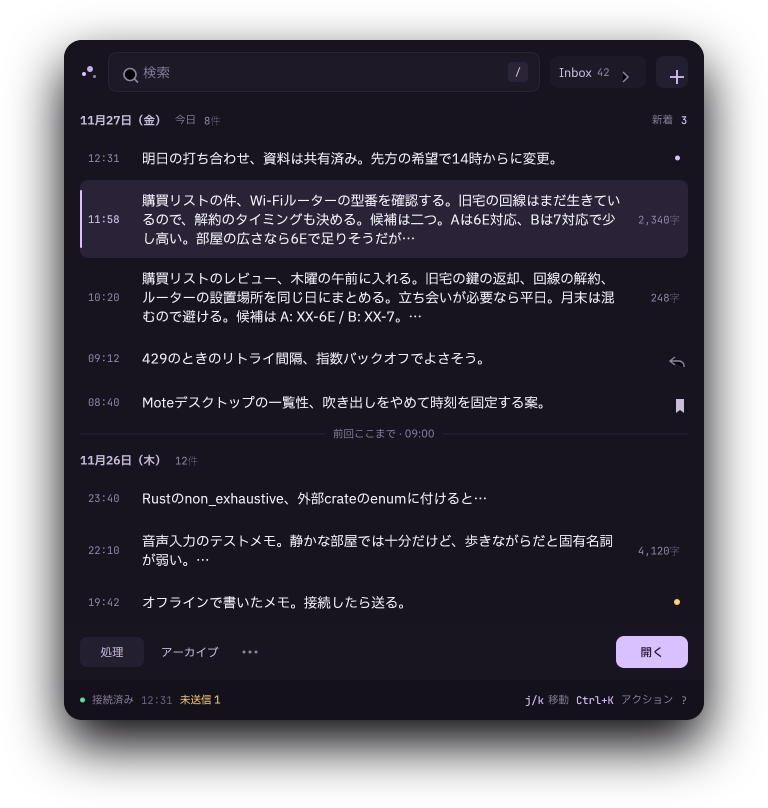 検索 /
Inbox 42
11月27日（金） 今日 8件 新着 3
12:31 明日の打ち合わせ、資料は共有済み。先方の希望で14時からに変更。
購買リストの件、Wi-Fiルーターの型番を確認する。旧宅の回線はまだ生きてい
11:58 るので、解約のタイミングも決める。候補は二つ。Aは6E対応、Bは7対応で少 2,340字
し高い。部屋の広さなら6Eで足りそうだが…
購買リストのレビュー、木曜の午前に入れる。旧宅の鍵の返却、回線の解約、
10:20 ルーターの設置場所を同じ日にまとめる。立ち会いが必要なら平日。月末は混 248字
むので避ける。候補は A: XX-6E / B: XX-7。…
09:12 429のときのリトライ間隔、指数バックオフでよさそう。
08:40 Moteデスクトップの一覧性、吹き出しをやめて時刻を固定する案。
前回ここまで · 09:00
11月26日（木） 12件
23:40 Rustのnon_exhaustive、外部crateのenumに付けると…
22:10 音声入力のテストメモ。静かな部屋では十分だけど、歩きながらだと固有名詞 4,120字
が弱い。…
19:42 オフラインで書いたメモ。接続したら送る。
処理 アーカイブ ••• 開く
接続済み 12:31 未送信 1 j/k 移動 Ctrl+K アクション ?